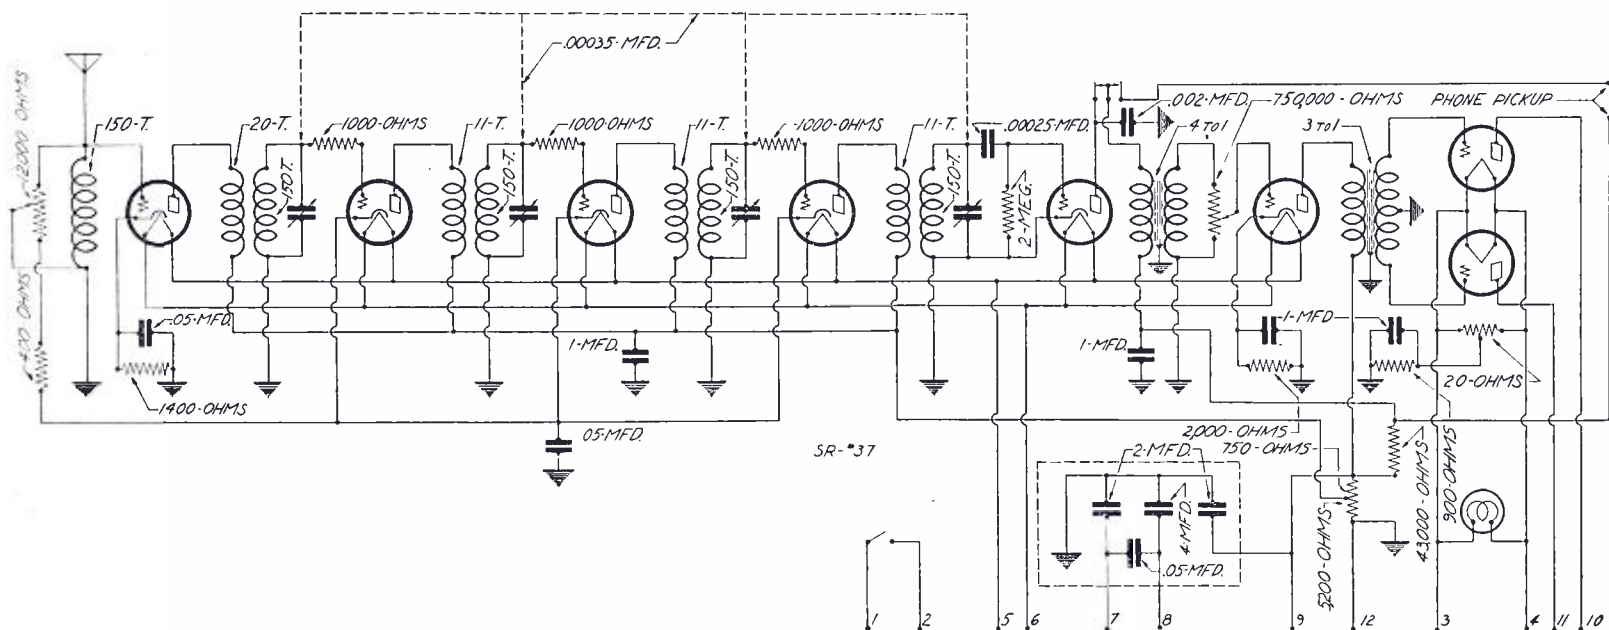 .00035-MFD.
12,000 OHMS
150-T.
20-T.
150-T.
1000-OHMS
11-T.
150-T.
1000-OHMS
11-T.
150-T.
1000-OHMS
11-T.
150-T.
.00025-MFD.
2-MEG.
.002-MFD.
4 TO 1
750,000-OHMS
3 TO 1
PHONE PICKUP
400 OHMS
.05-MFD.
1400-OHMS
1-MFD.
05-MFD.
1-MFD.
1-MFD
20-OHMS
2,000-OHMS
750-OHMS
SR-#37
2-MFD.
4-MFD.
.05-MFD.
5200-OHMS
43,000-OHMS
900-OHMS
1 2 5 6 7 8 9 12 3 4 11 10